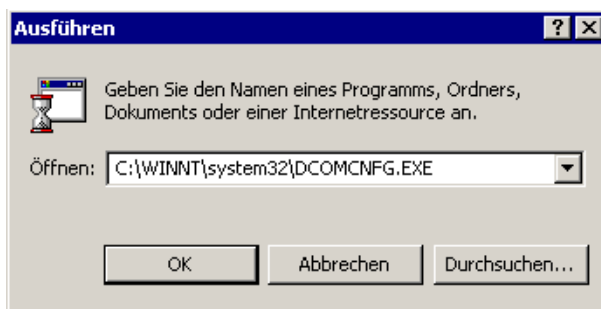 Ausführen
Geben Sie den Namen eines Programms, Ordners,
Dokuments oder einer Internetressource an.
Öffnen: C:\WINNT\system32\DCOMCNFG.EXE
OK Abbrechen Durchsuchen...